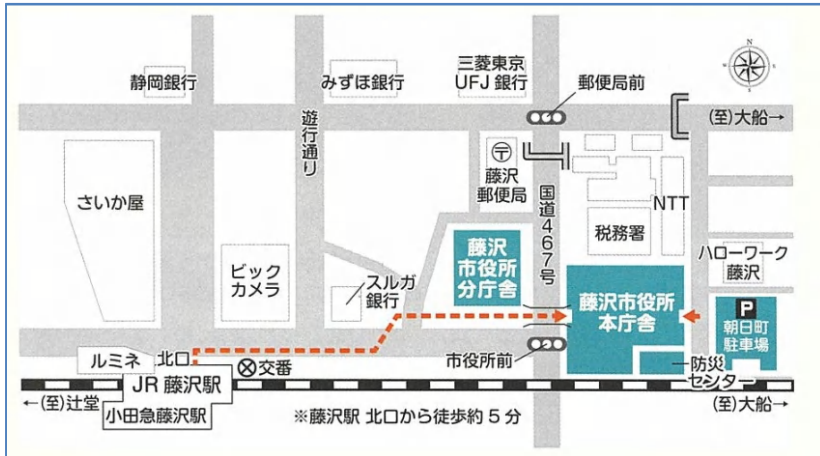 N
静岡銀行
みずほ銀行
三菱東京
UFJ 銀行
郵便局前
(至)大船→
遊行通り
さいか屋
〒
藤沢
郵便局
国道467号
NTT
税務署
藤沢
市役所
分庁舎
ハローワーク
藤沢
ビック
カメラ
スルガ
銀行
藤沢市役所
本庁舎
P
朝日町
駐車場
ルミネ
北口
交番
市役所前
防災
センター
JR 藤沢駅
←(至)辻堂
小田急藤沢駅
※藤沢駅 北口から徒歩約 5 分
(至)大船→